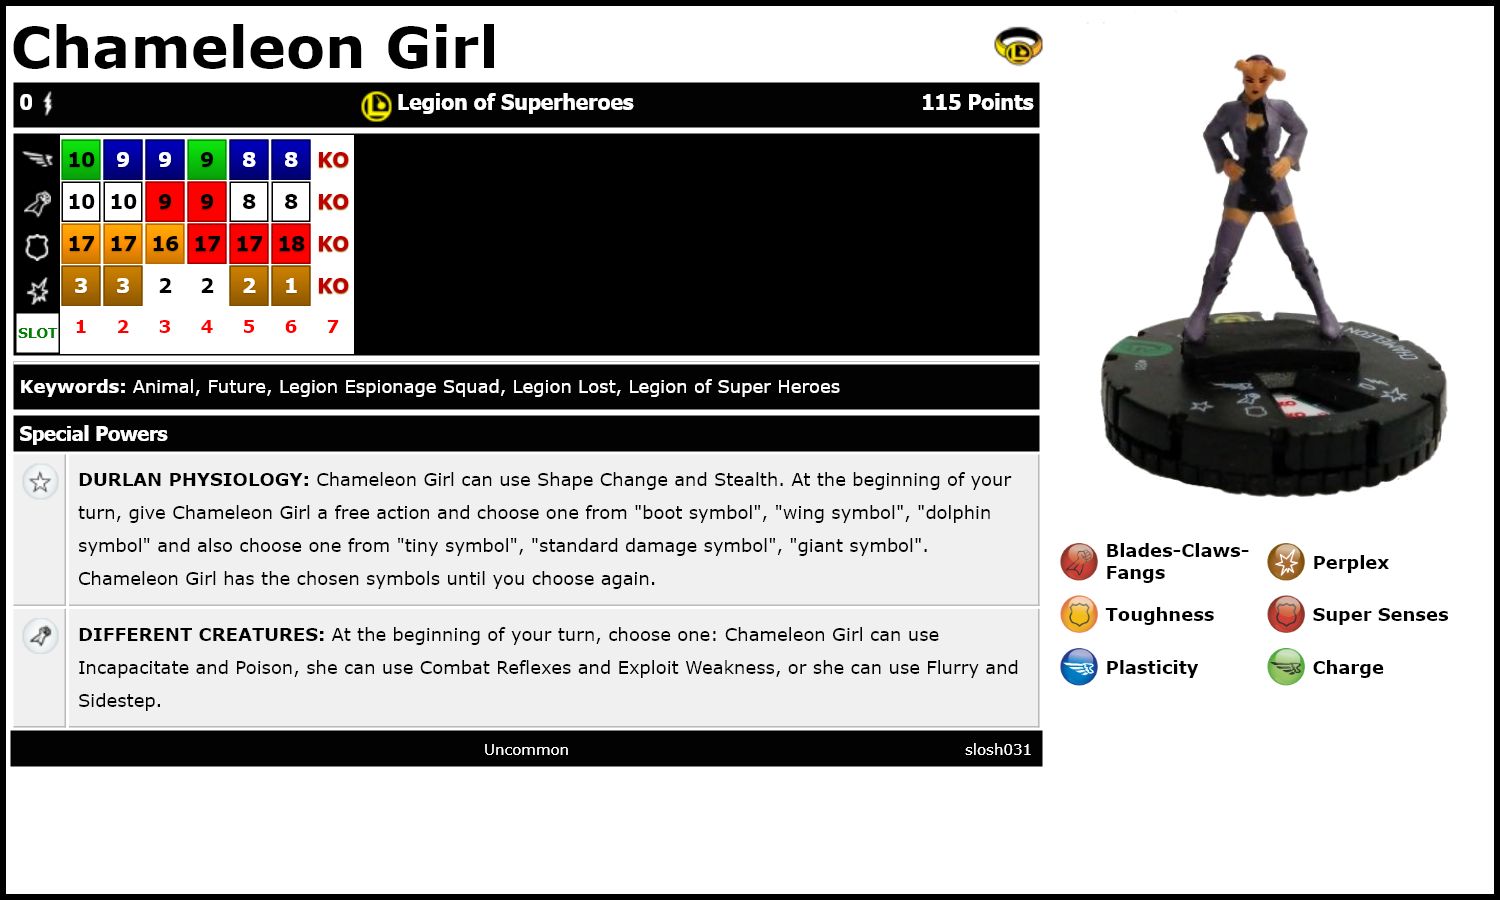 Chameleon Girl
0 Legion of Superheroes 115 Points
10 9 9 9 8 8 KO
10 10 9 9 8 8 KO
17 17 16 17 17 18 KO
3 3 2 2 2 1 KO
SLOT 1 2 3 4 5 6 7
Keywords: Animal, Future, Legion Espionage Squad, Legion Lost, Legion of Super Heroes
Special Powers
DURLAN PHYSIOLOGY: Chameleon Girl can use Shape Change and Stealth. At the beginning of your
turn, give Chameleon Girl a free action and choose one from "boot symbol", "wing symbol", "dolphin
symbol" and also choose one from "tiny symbol", "standard damage symbol", "giant symbol".
Chameleon Girl has the chosen symbols until you choose again.
DIFFERENT CREATURES: At the beginning of your turn, choose one: Chameleon Girl can use
Incapacitate and Poison, she can use Combat Reflexes and Exploit Weakness, or she can use Flurry and
Sidestep.
Uncommon slosh031
CHAMELEON
0
Blades-Claws-
Fangs
Perplex
Toughness
Super Senses
Plasticity
Charge